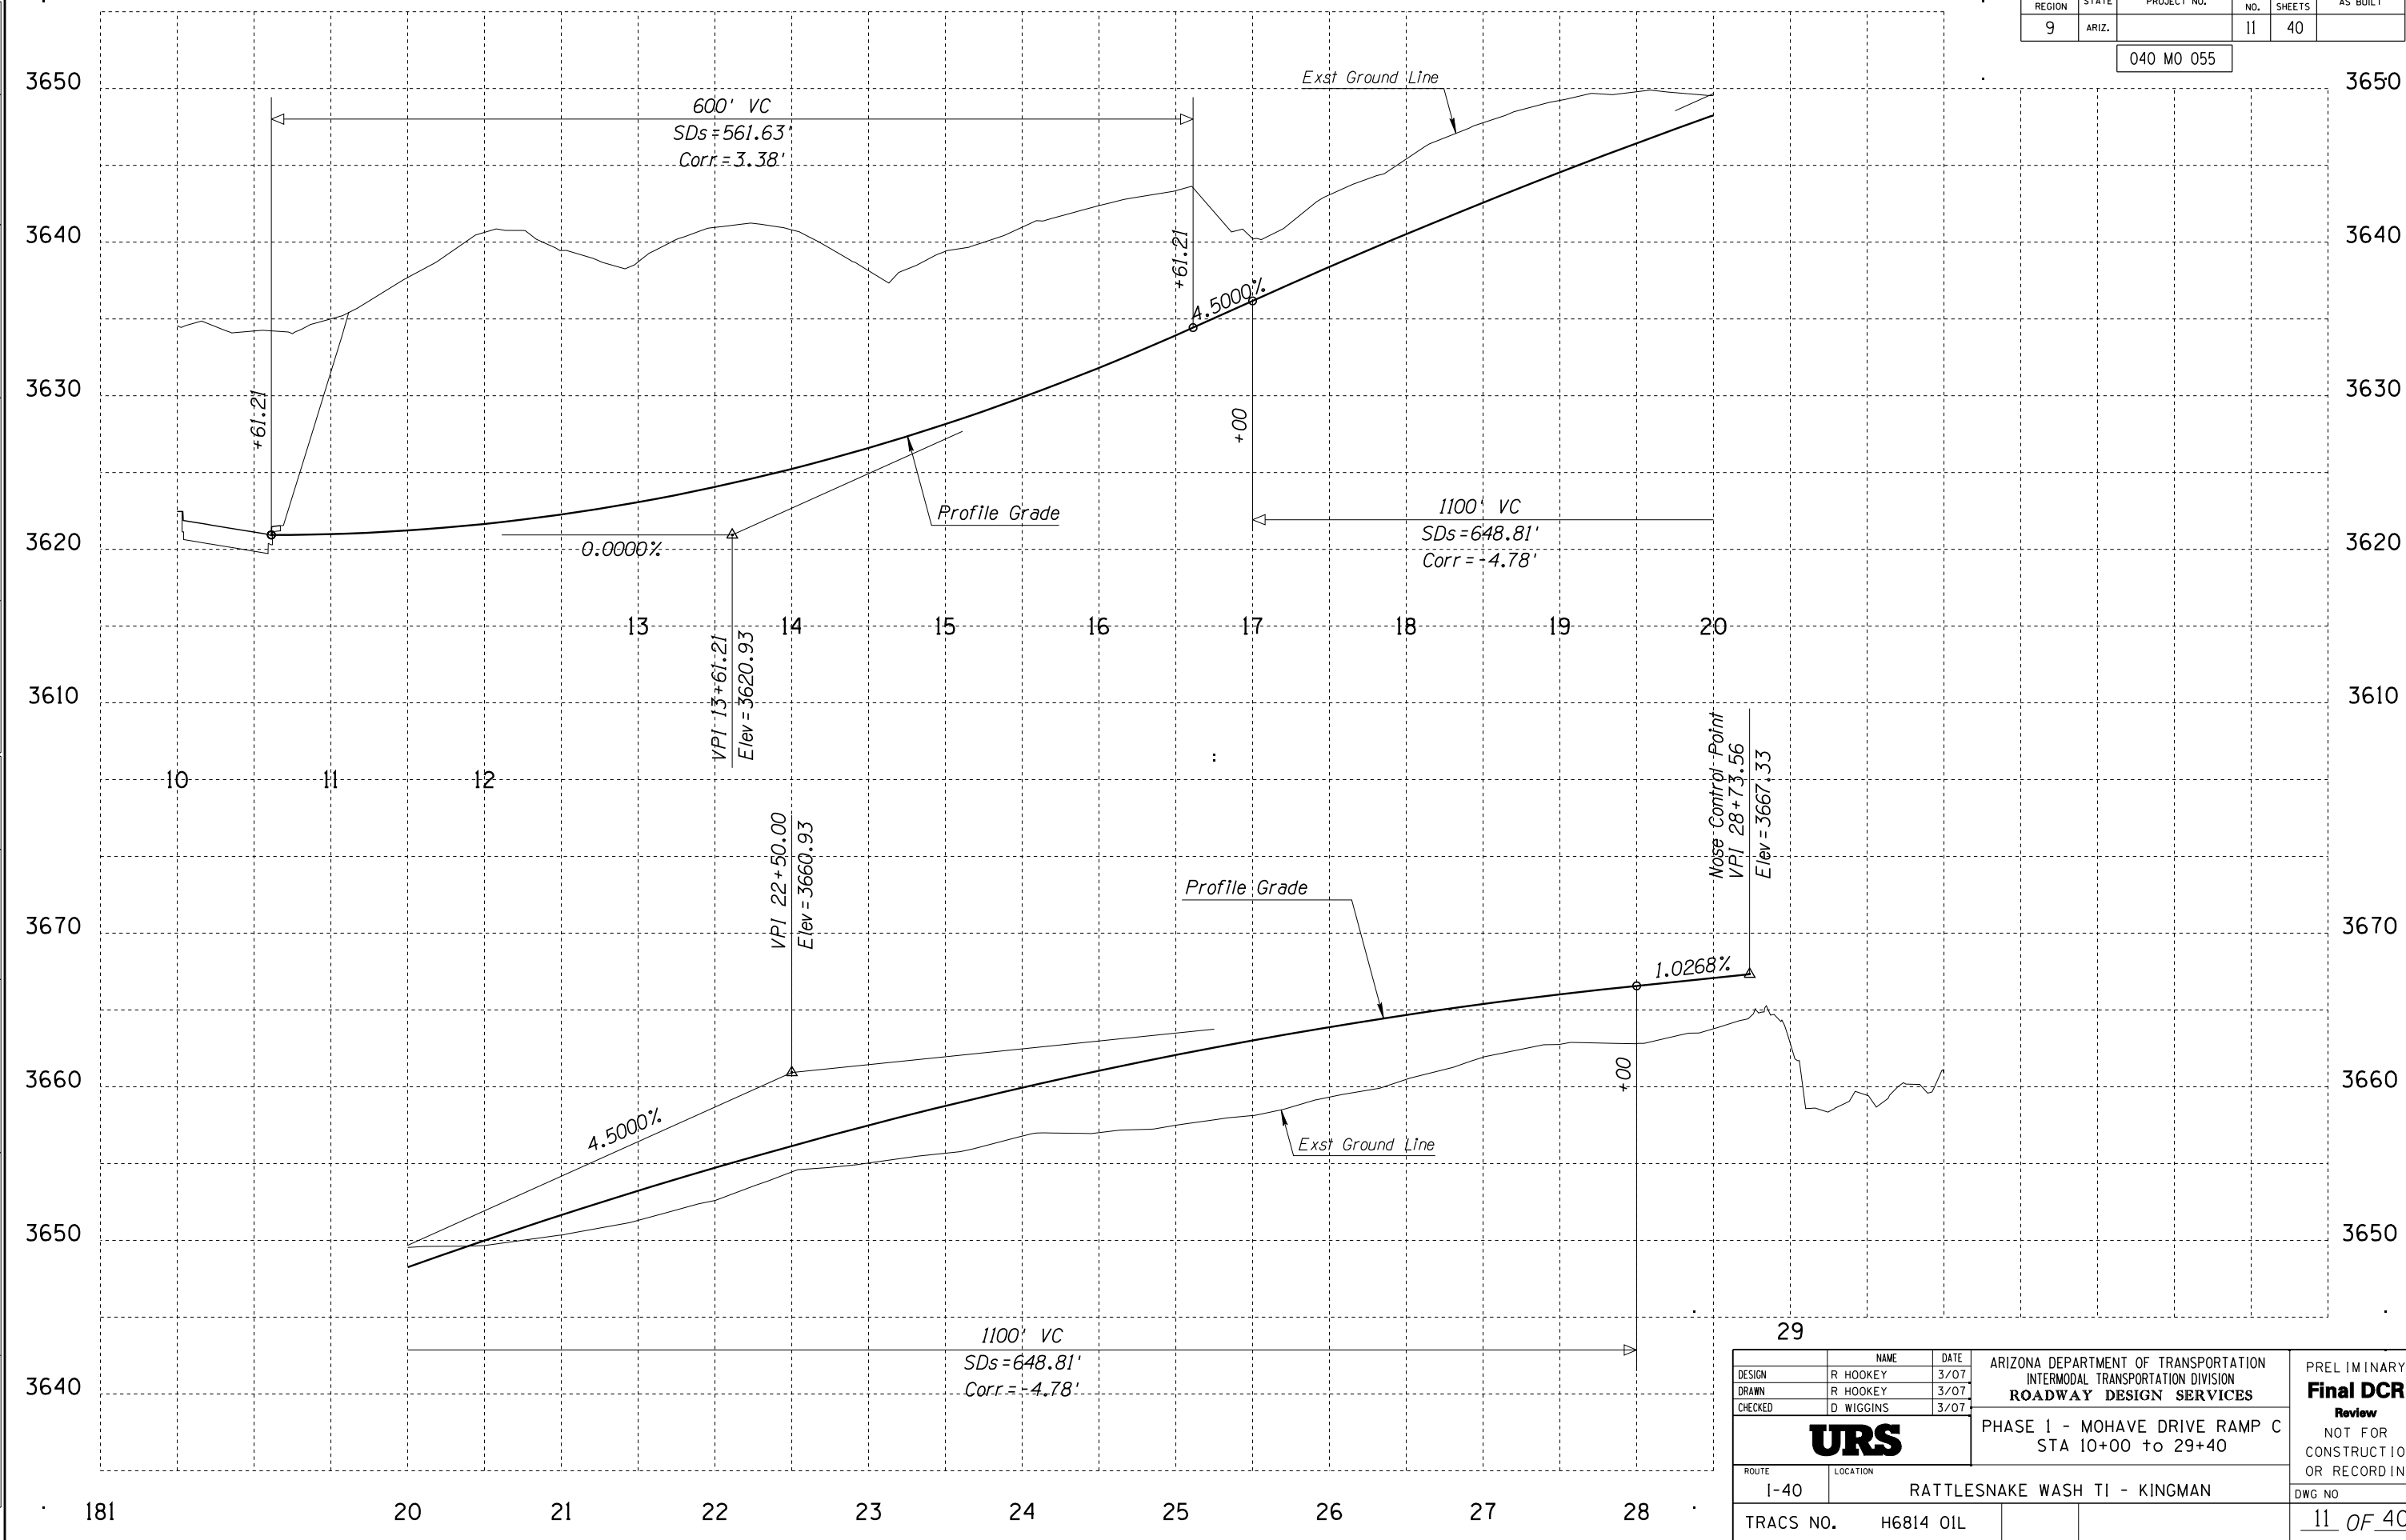 REGION STATE PROJECT NO. NO. SHEETS AS BUILT
9 ARIZ. 11 40
040 MO 055
3650 3650
Exst Ground Line
600' VC
SDs=561.63'
Corr=3.38'
3640 3640
+61.21
4.5000%
3630 3630
+61.21
+00
Profile Grade
1100' VC
SDs=648.81'
Corr=-4.78'
3620 0.0000% 3620
13 14 15 16 17 18 19 20
VPI 13+61.21
Elev=3620.93
3610 3610
10 11 12
Nose Control Point
VPI 28+73.56
Elev=3667.33
VPI 22+50.00
Elev=3660.93
Profile Grade
3670 3670
1.0268%
3660 3660
+00
4.5000%
Exst Ground Line
3650 3650
29
1100' VC
SDs=648.81'
Corr=-4.78'
3640
181 20 21 22 23 24 25 26 27 28
NAME DATE
DESIGN R HOOKEY 3/07
DRAWN R HOOKEY 3/07
CHECKED D WIGGINS 3/07
ARIZONA DEPARTMENT OF TRANSPORTATION
INTERMODAL TRANSPORTATION DIVISION
ROADWAY DESIGN SERVICES
URS
PHASE 1 - MOHAVE DRIVE RAMP C
STA 10+00 to 29+40
PRELIMINARY
Final DCR
Review
NOT FOR
CONSTRUCTIO
OR RECORDIN
ROUTE LOCATION
I-40 RATTLESNAKE WASH TI - KINGMAN
DWG NO
TRACS NO. H6814 01L
11 OF 40